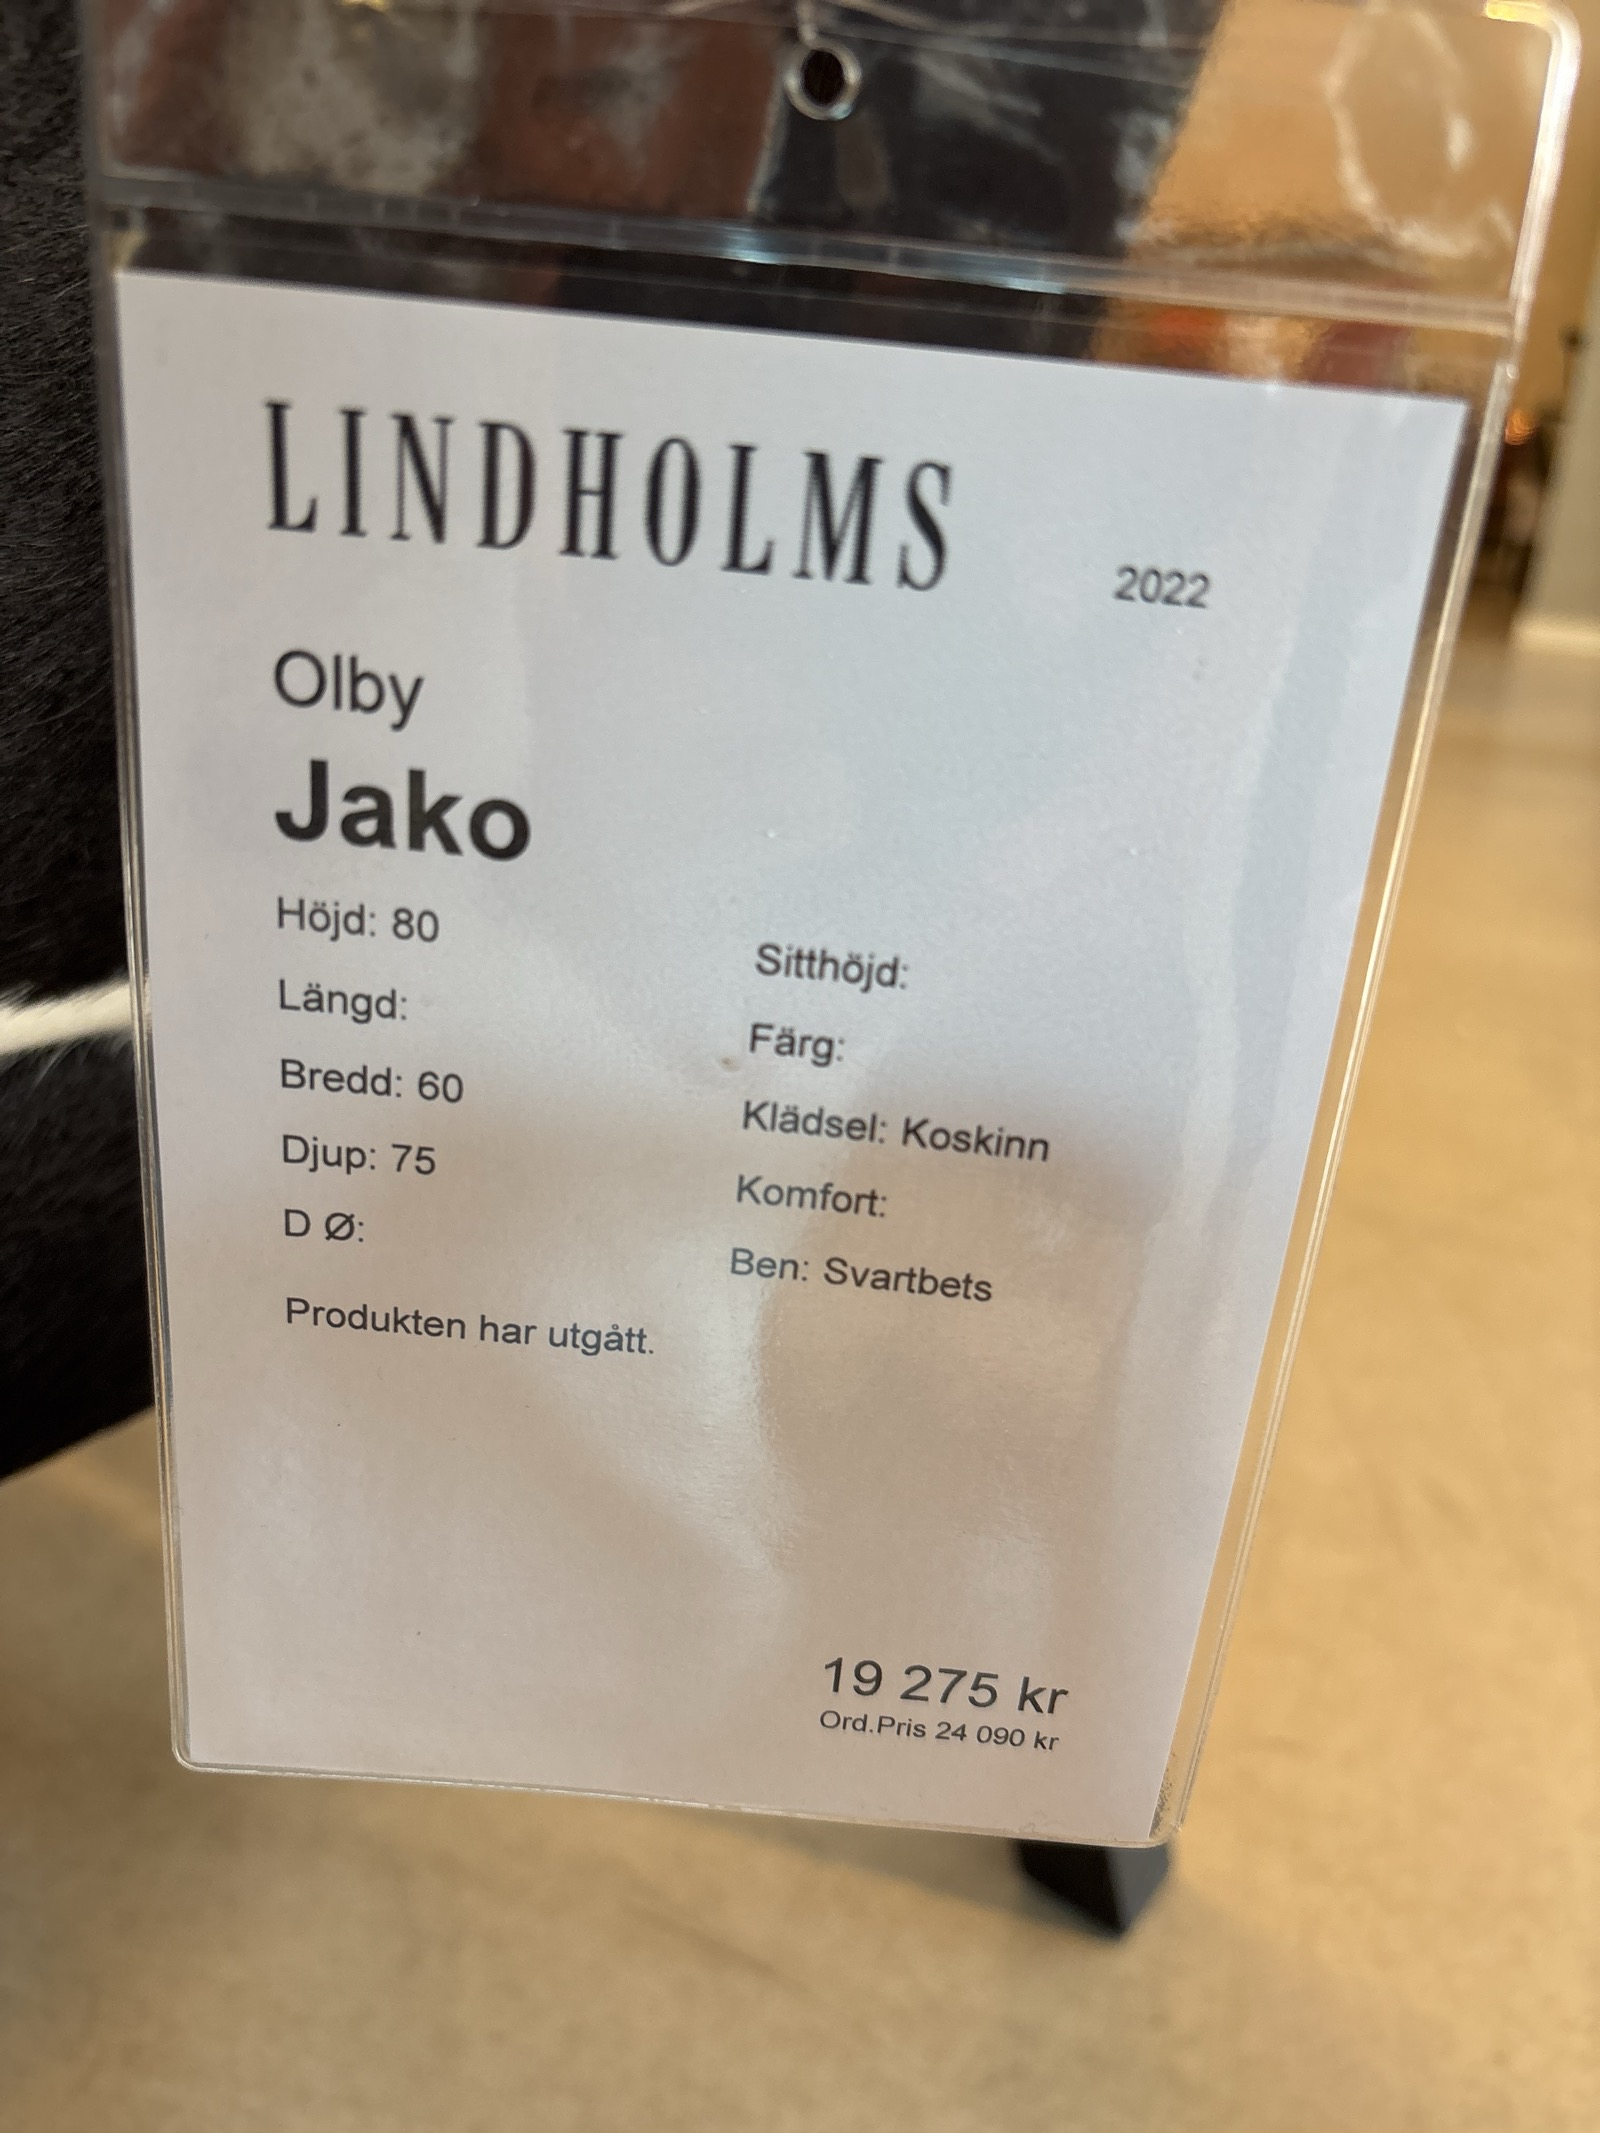 LINDHOLMS
2022
Olby
Jako
Höjd: 80
Längd:
Bredd: 60
Djup: 75
D Ø:
Sitthöjd:
Färg:
Klädsel: Koskinn
Komfort:
Ben: Svartbets
Produkten har utgått.
19 275 kr
Ord.Pris 24 090 kr